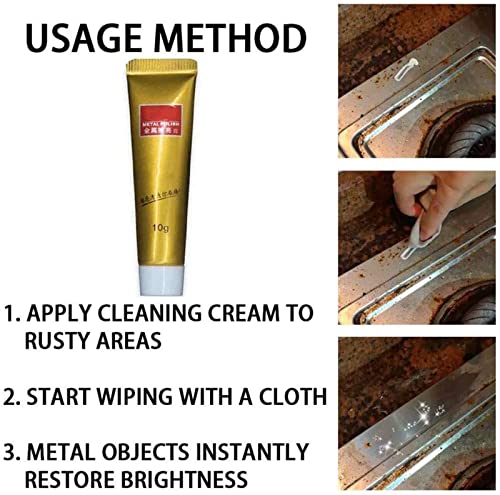 USAGE METHOD
METAL POLISH
10g
1. APPLY CLEANING CREAM TO
RUSTY AREAS
2. START WIPING WITH A CLOTH
3. METAL OBJECTS INSTANTLY
RESTORE BRIGHTNESS